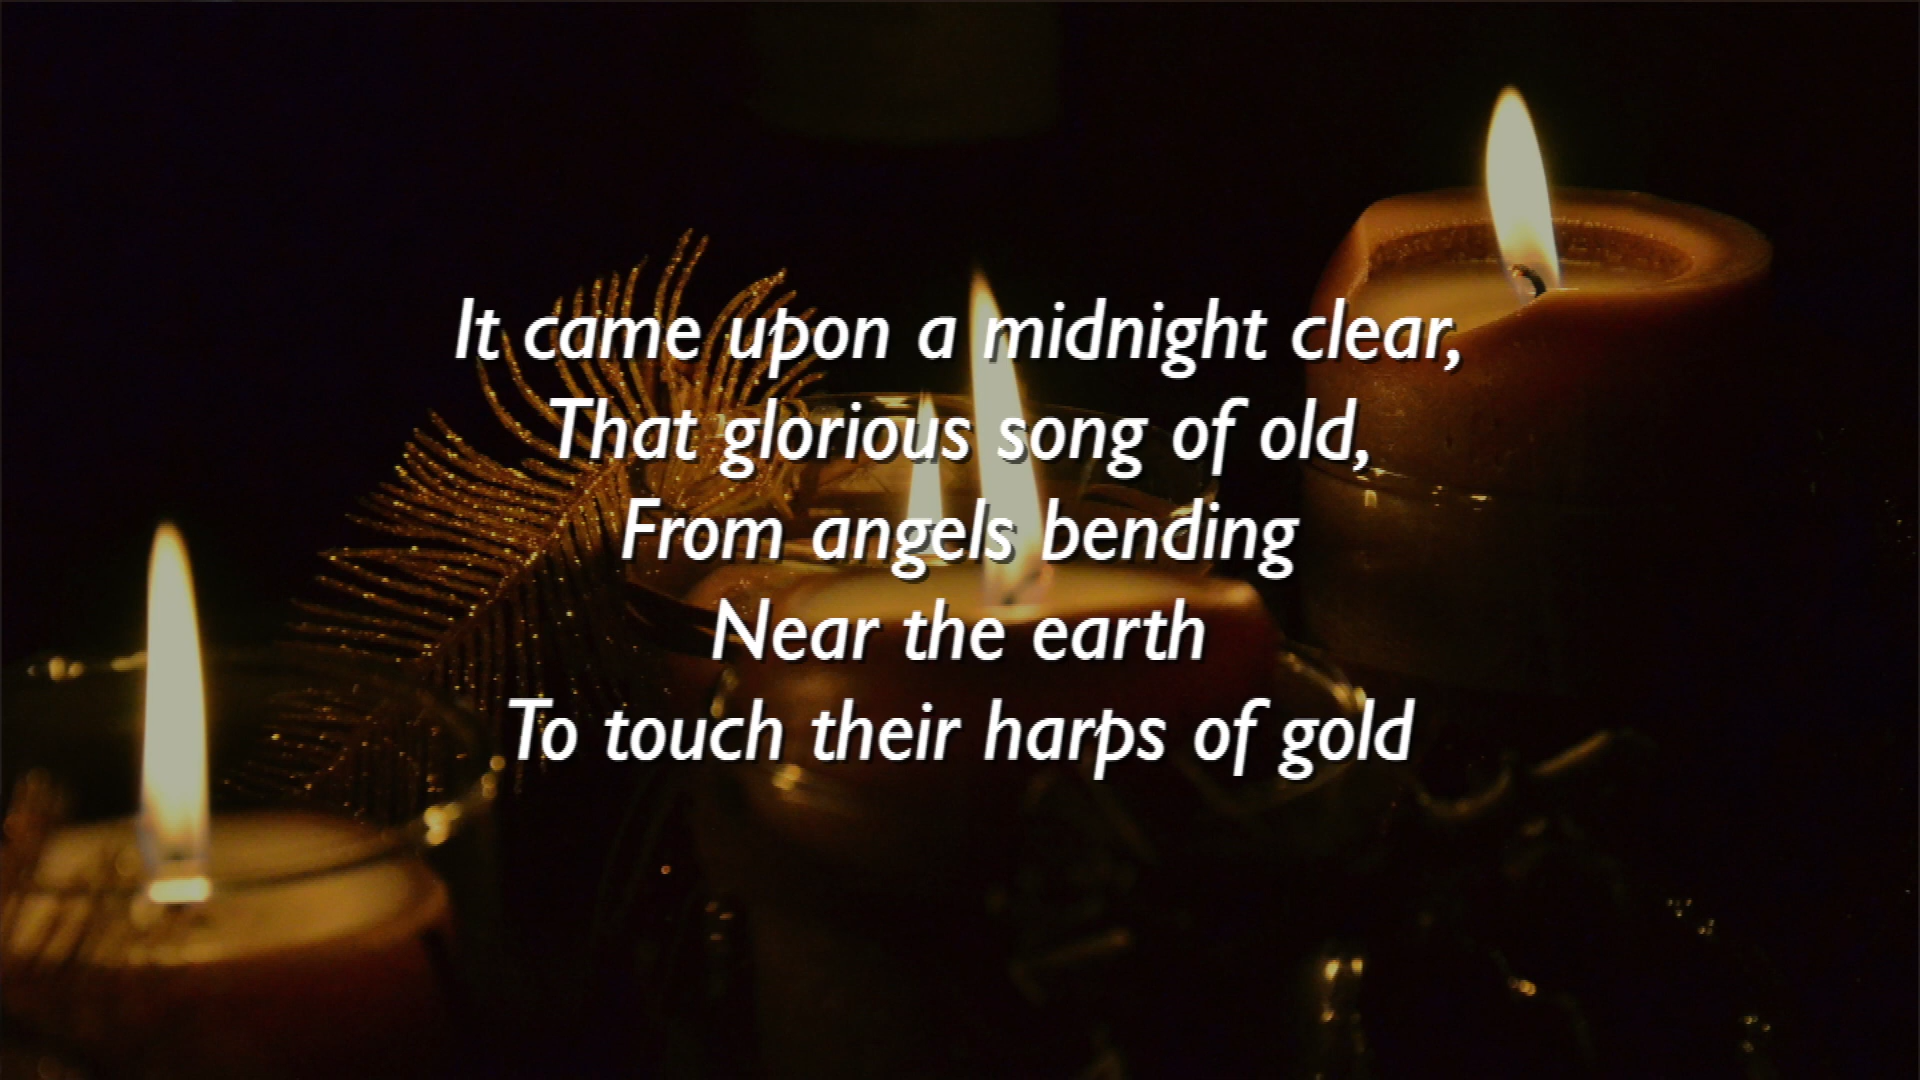 It came upon a midnight clear,
That glorious song of old,
From angels bending
Near the earth
To touch their harps of gold